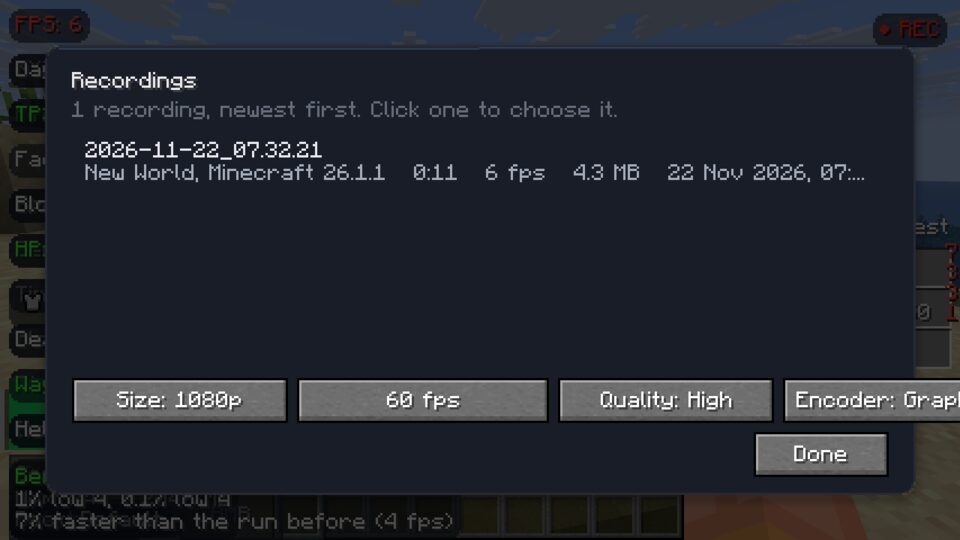 FPS: 6
REC
Recordings
1 recording, newest first. Click one to choose it.
2026-11-22_07.32.21
New World, Minecraft 26.1.1 0:11 6 fps 4.3 MB 22 Nov 2026, 07:...
Size: 1080p
60 fps
Quality: High
Encoder: Grap
Done
1% low 4, 0.1% low 4
7% faster than the run before (4 fps)